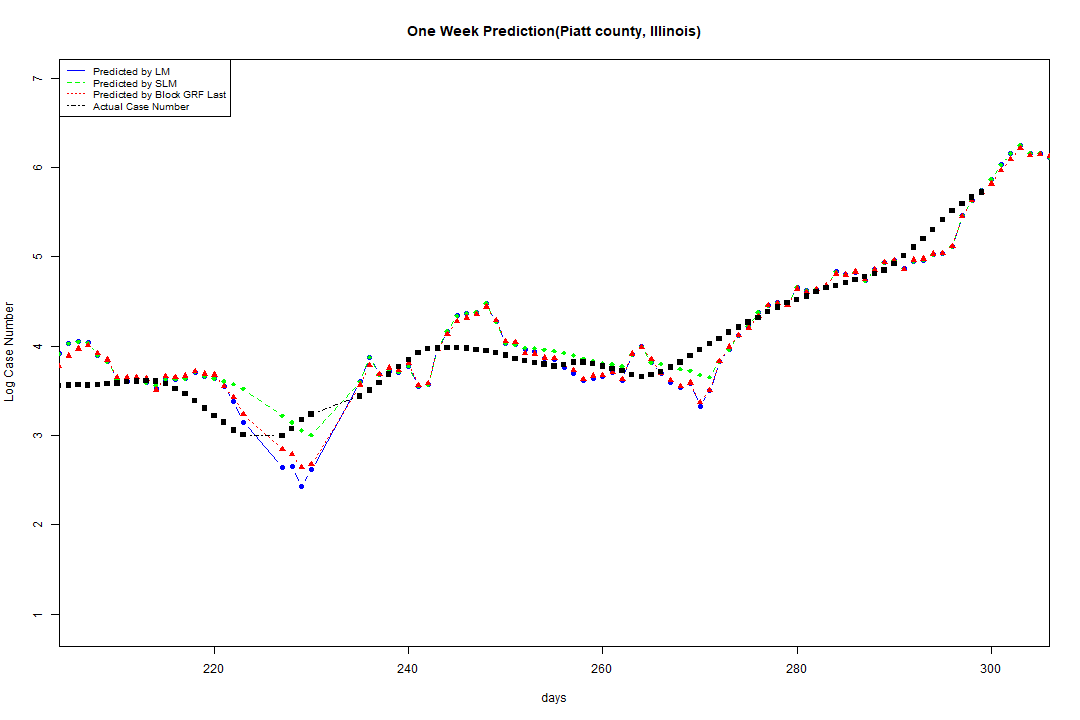 One Week Prediction(Piatt county, Illinois)
Predicted by LM
Predicted by SLM
Predicted by Block GRF Last
Actual Case Number
7
6
5
4
3
2
1
Log Case Number
220 240 260 280 300
days